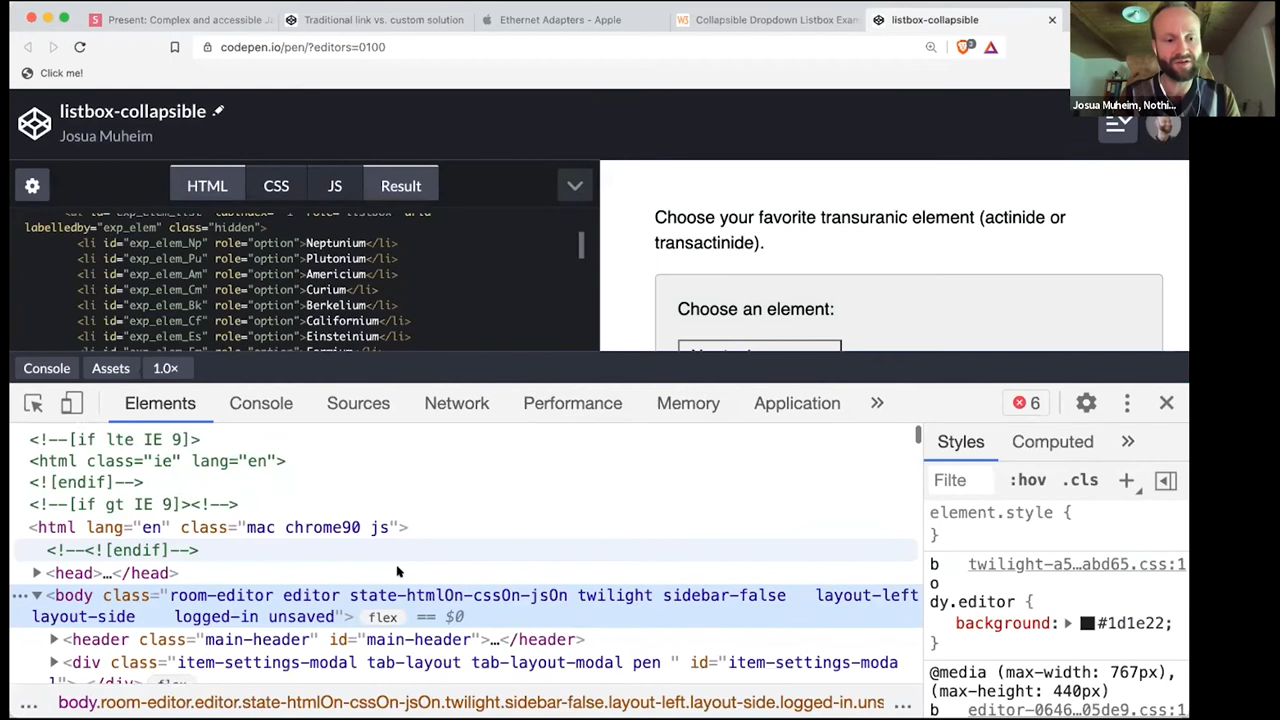 Present: Complex and accessible Ja
Traditional link vs. custom solution
Ethernet Adapters - Apple
Collapsible Dropdown Listbox Exam
listbox-collapsible
codepen.io/pen/?editors=0100
3
Click me!
Josua Muheim, Nothi...
listbox-collapsible
Josua Muheim
HTML
CSS
JS
Result
labelledby="exp_elem" class="hidden">
<li id="exp_elem_Np" role="option">Neptunium</li>
<li id="exp_elem_Pu" role="option">Plutonium</li>
<li id="exp_elem_Am" role="option">Americium</li>
<li id="exp_elem_Cm" role="option">Curium</li>
<li id="exp_elem_Bk" role="option">Berkelium</li>
<li id="exp_elem_Cf" role="option">Californium</li>
<li id="exp_elem_Es" role="option">Einsteinium</li>
Choose your favorite transuranic element (actinide or
transactinide).
Choose an element:
Console
Assets
1.0×
Elements
Console
Sources
Network
Performance
Memory
Application
»
6
<!--[if lte IE 9]>
<html class="ie" lang="en">
<![endif]-->
<!--[if gt IE 9]><!-->
<html lang="en" class="mac chrome90 js">
<!--<![endif]-->
<head>…</head>
<body class="room-editor editor state-htmlOn-cssOn-jsOn twilight sidebar-false layout-left
layout-side logged-in unsaved"> flex == $0
<header class="main-header" id="main-header">…</header>
<div class="item-settings-modal tab-layout tab-layout-modal pen " id="item-settings-moda
l">…</div>
... body.room-editor.editor.state-htmlOn-cssOn-jsOn.twilight.sidebar-false.layout-left.layout-side.logged-in.uns ...
Styles
Computed
»
Filte
:hov
.cls
+
element.style {
}
b twilight-a5…abd65.css:1
o
dy.editor {
background: #1d1e22;
}
@media (max-width: 767px),
(max-height: 440px)
b editor-0646…05de9.css:1